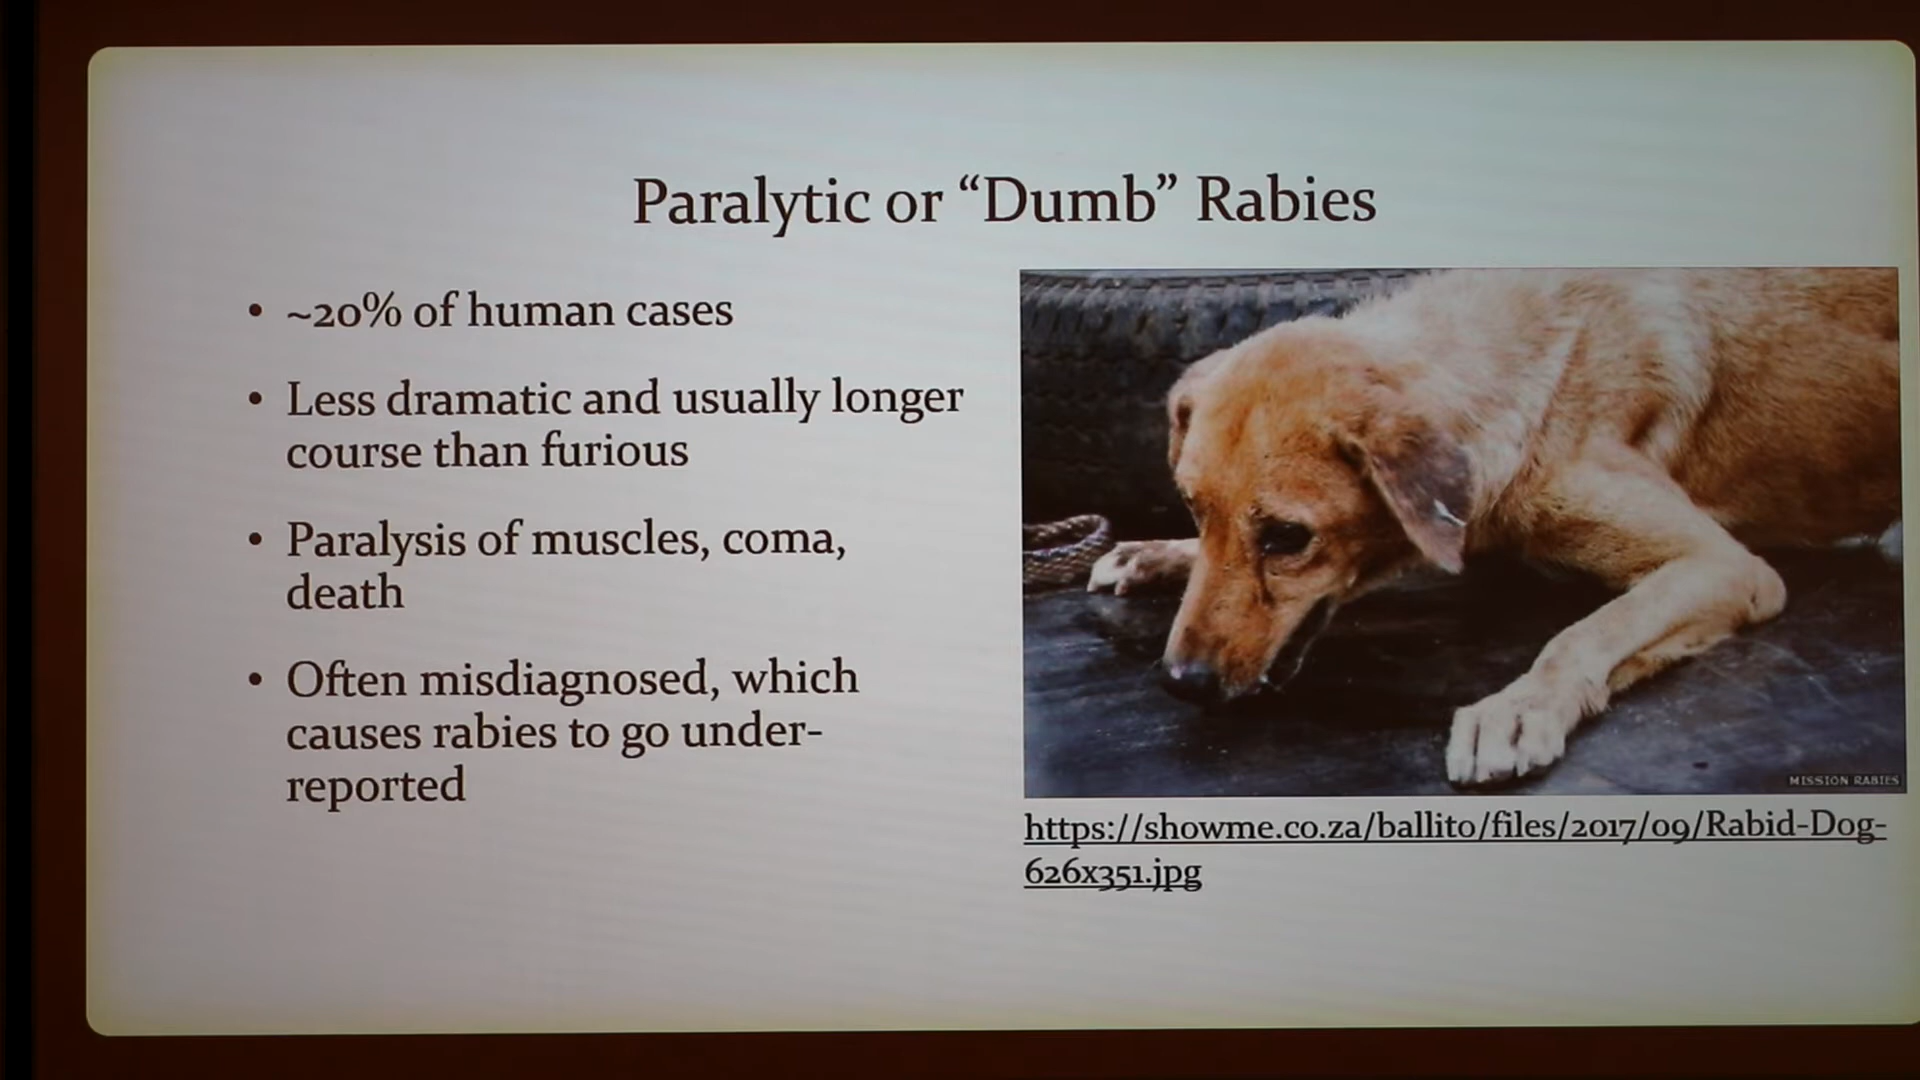 Paralytic or “Dumb” Rabies
• ~20% of human cases
• Less dramatic and usually longer
course than furious
• Paralysis of muscles, coma,
death
• Often misdiagnosed, which
causes rabies to go under-
reported
MISSION RABIES
https://showme.co.za/ballito/files/2017/09/Rabid-Dog-
626x351.jpg